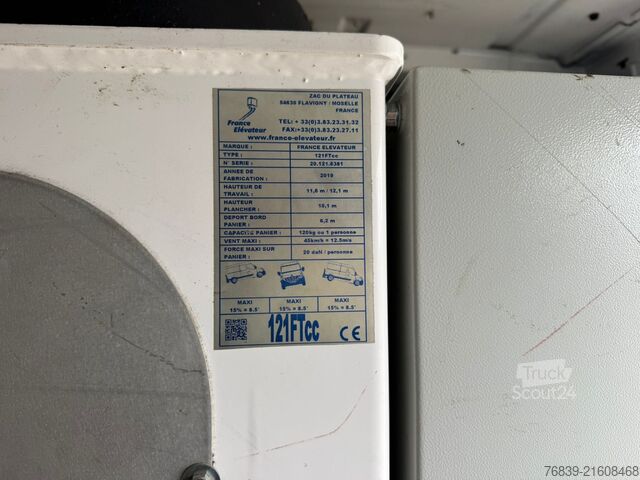 ZAC DU PLATEAU
54630 FLAVIGNY / MOSELLE
FRANCE
France
Elévateur
TEL: + 33(0)3.83.23.31.32
FAX:+33(0)3.83.23.27.11
www.france-elevateur.fr
MARQUE : FRANCE ELEVATEUR
TYPE : 121FTcc
N° SERIE : 20.121.8381
ANNEE DE FABRICATION : 2019
HAUTEUR DE TRAVAIL : 11,6 m / 12,1 m
HAUTEUR PLANCHER : 10,1 m
DEPORT BORD PANIER : 6,2 m
CAPACITE PANIER : 120kg ou 1 personne
VENT MAXI : 45km/h = 12.5m/s
FORCE MAXI SUR PANIER : 20 daN / personne
MAXI MAXI MAXI
15% = 8.5° 15% = 8.5° 15% = 8.5°
121FTcc CE
Truck
Scout24
76839-21608468